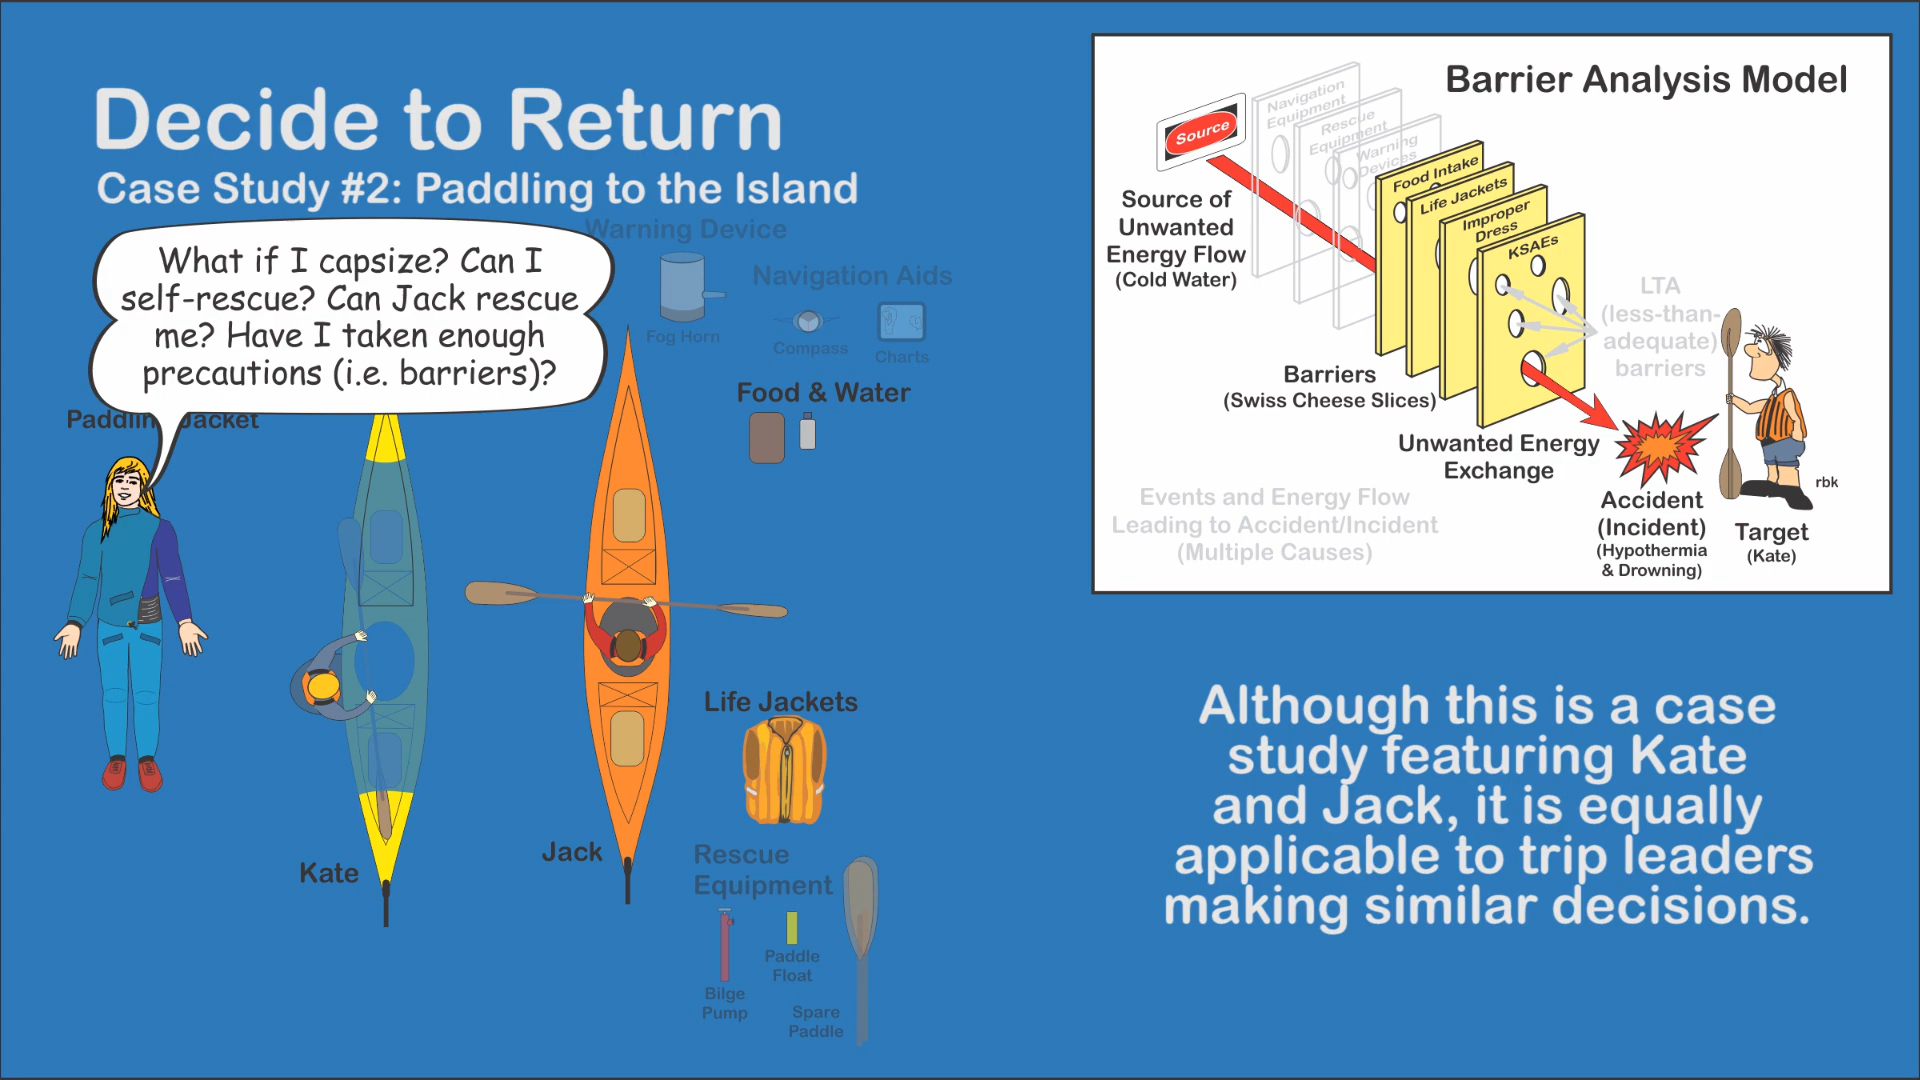 Decide to Return
Case Study #2: Paddling to the Island
What if I capsize? Can I
self-rescue? Can Jack rescue
me? Have I taken enough
precautions (i.e. barriers)?
Warning Device
Fog Horn
Navigation Aids
Compass
Charts
Food & Water
Jacket
Kate
Jack
Life Jackets
Rescue
Equipment
Bilge
Pump
Paddle
Float
Spare
Paddle
Barrier Analysis Model
Source
Source of
Unwanted
Energy Flow
(Cold Water)
Navigation
Equipment
Rescue
Equipment
Warning
Devices
Food Intake
Life Jackets
Improper
Dress
KSAEs
LTA
(less-than-
adequate)
barriers
Barriers
(Swiss Cheese Slices)
Unwanted Energy
Exchange
Events and Energy Flow
Leading to Accident/Incident
(Multiple Causes)
Accident
(Incident)
(Hypothermia
& Drowning)
rbk
Target
(Kate)
Although this is a case
study featuring Kate
and Jack, it is equally
applicable to trip leaders
making similar decisions.